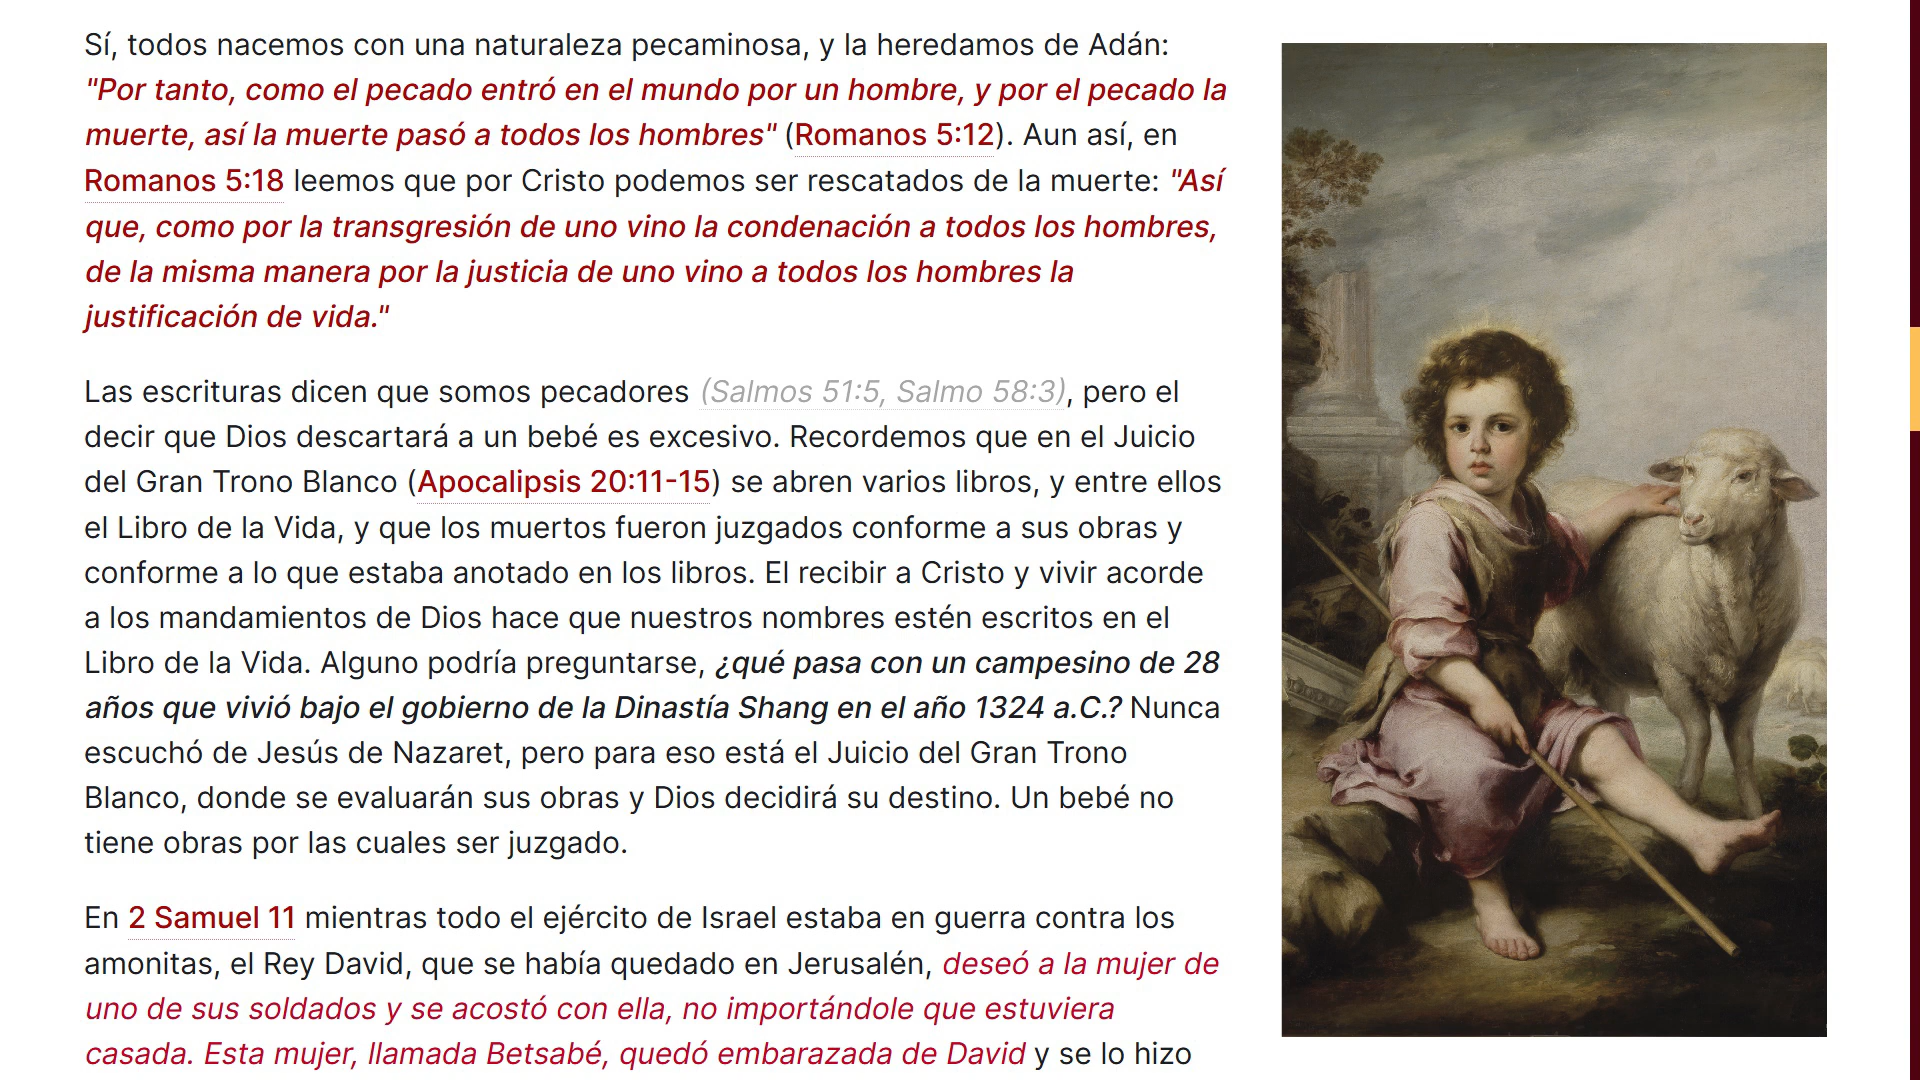 Sí, todos nacemos con una naturaleza pecaminosa, y la heredamos de Adán:
"Por tanto, como el pecado entró en el mundo por un hombre, y por el pecado la
muerte, así la muerte pasó a todos los hombres" (Romanos 5:12). Aun así, en
Romanos 5:18 leemos que por Cristo podemos ser rescatados de la muerte: "Así
que, como por la transgresión de uno vino la condenación a todos los hombres,
de la misma manera por la justicia de uno vino a todos los hombres la
justificación de vida."
Las escrituras dicen que somos pecadores (Salmos 51:5, Salmo 58:3), pero el
decir que Dios descartará a un bebé es excesivo. Recordemos que en el Juicio
del Gran Trono Blanco (Apocalipsis 20:11-15) se abren varios libros, y entre ellos
el Libro de la Vida, y que los muertos fueron juzgados conforme a sus obras y
conforme a lo que estaba anotado en los libros. El recibir a Cristo y vivir acorde
a los mandamientos de Dios hace que nuestros nombres estén escritos en el
Libro de la Vida. Alguno podría preguntarse, ¿qué pasa con un campesino de 28
años que vivió bajo el gobierno de la Dinastía Shang en el año 1324 a.C.? Nunca
escuchó de Jesús de Nazaret, pero para eso está el Juicio del Gran Trono
Blanco, donde se evaluarán sus obras y Dios decidirá su destino. Un bebé no
tiene obras por las cuales ser juzgado.
En 2 Samuel 11 mientras todo el ejército de Israel estaba en guerra contra los
amonitas, el Rey David, que se había quedado en Jerusalén, deseó a la mujer de
uno de sus soldados y se acostó con ella, no importándole que estuviera
casada. Esta mujer, llamada Betsabé, quedó embarazada de David y se lo hizo